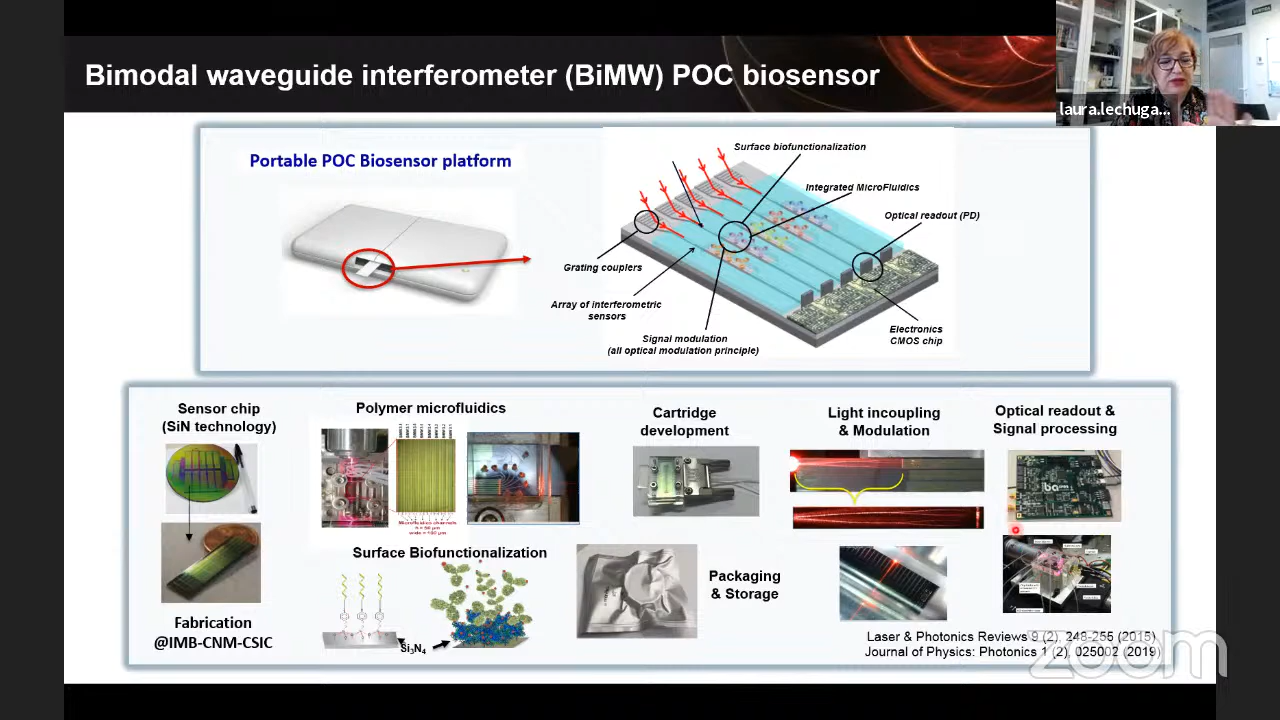 Bimodal waveguide interferometer (BiMW) POC biosensor
laura.lechuga...
Portable POC Biosensor platform
Surface biofunctionalization
Integrated MicroFluidics
Optical readout (PD)
Grating couplers
Array of interferometric
sensors
Signal modulation
(all optical modulation principle)
Electronics
CMOS chip
Sensor chip
(SiN technology)
Polymer microfluidics
Cartridge
development
Light incoupling
& Modulation
Optical readout &
Signal processing
Microfluidics channels
Surface Biofunctionalization
Packaging
& Storage
Si3N4
Fabrication
@IMB-CNM-CSIC
Laser & Photonics Reviews 9 (2), 248-255 (2015)
Journal of Physics: Photonics 1 (2), 025002 (2019)
zoom